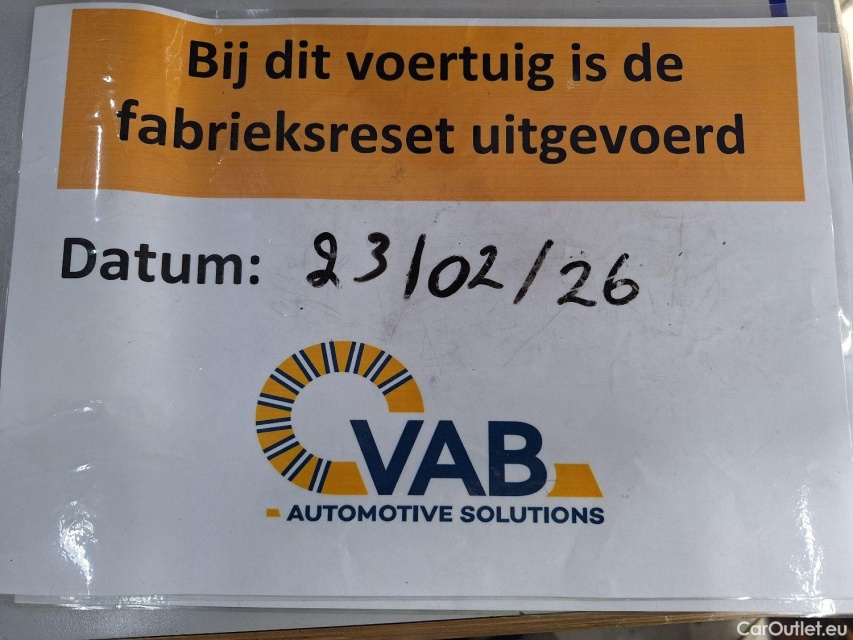 Bij dit voertuig is de
fabrieksreset uitgevoerd
Datum: 23/02/26
VAB
AUTOMOTIVE SOLUTIONS
CarOutlet.eu